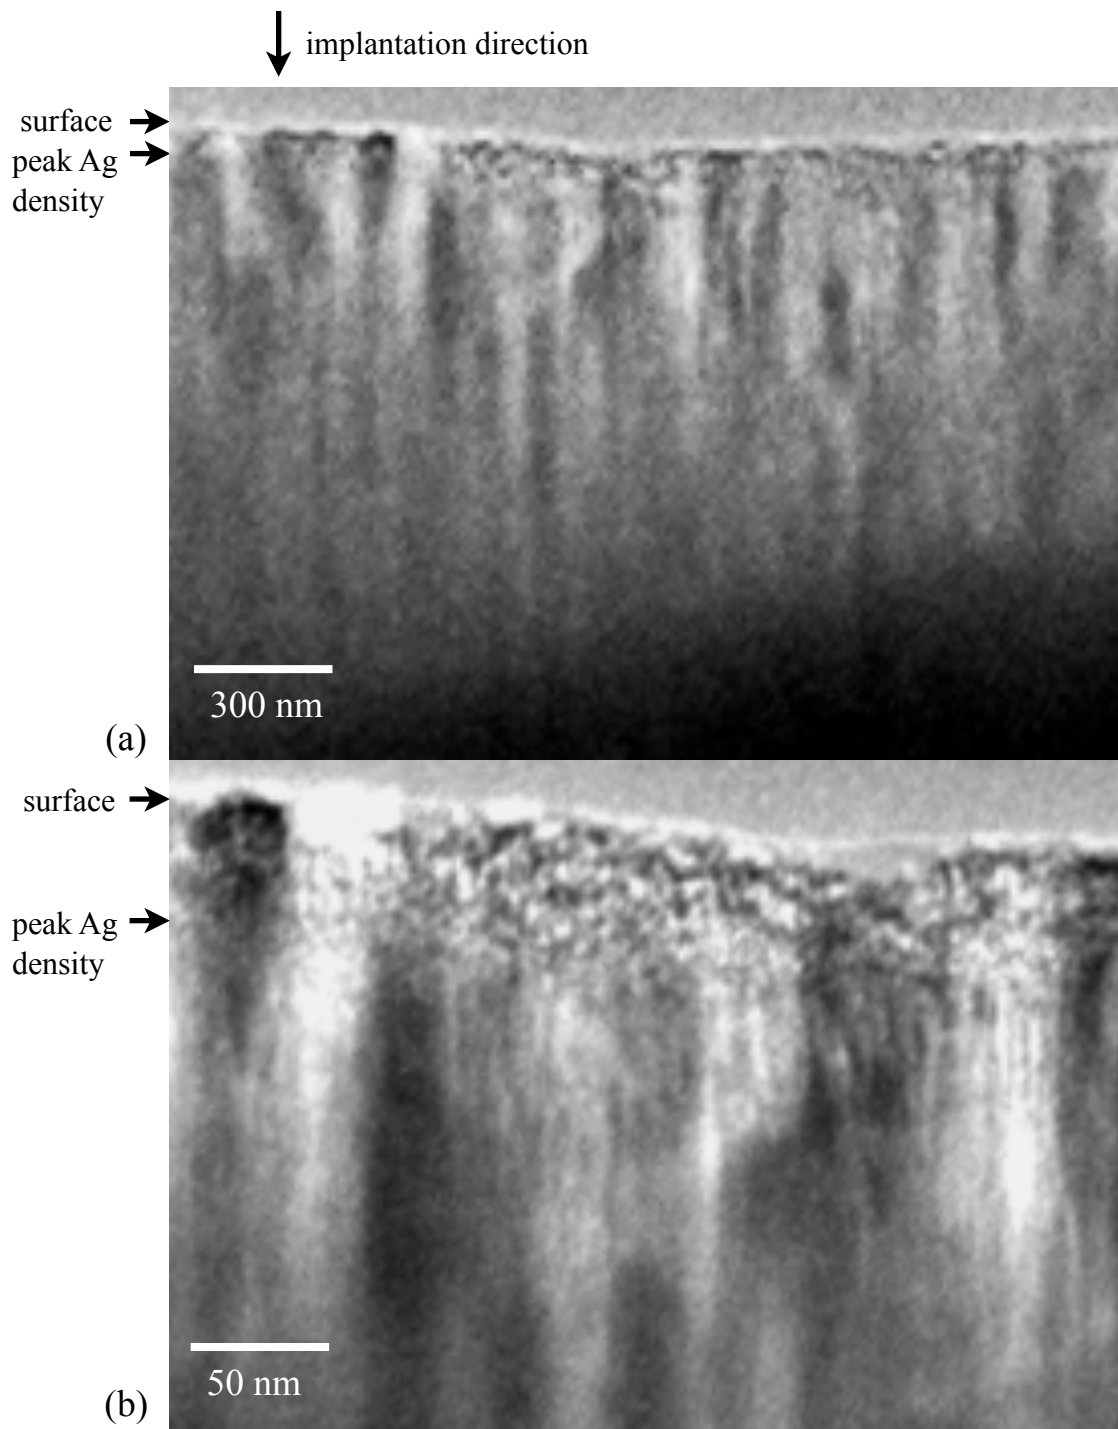 implantation direction
surface
peak Ag
density
300 nm
(a)
surface
peak Ag
density
50 nm
(b)